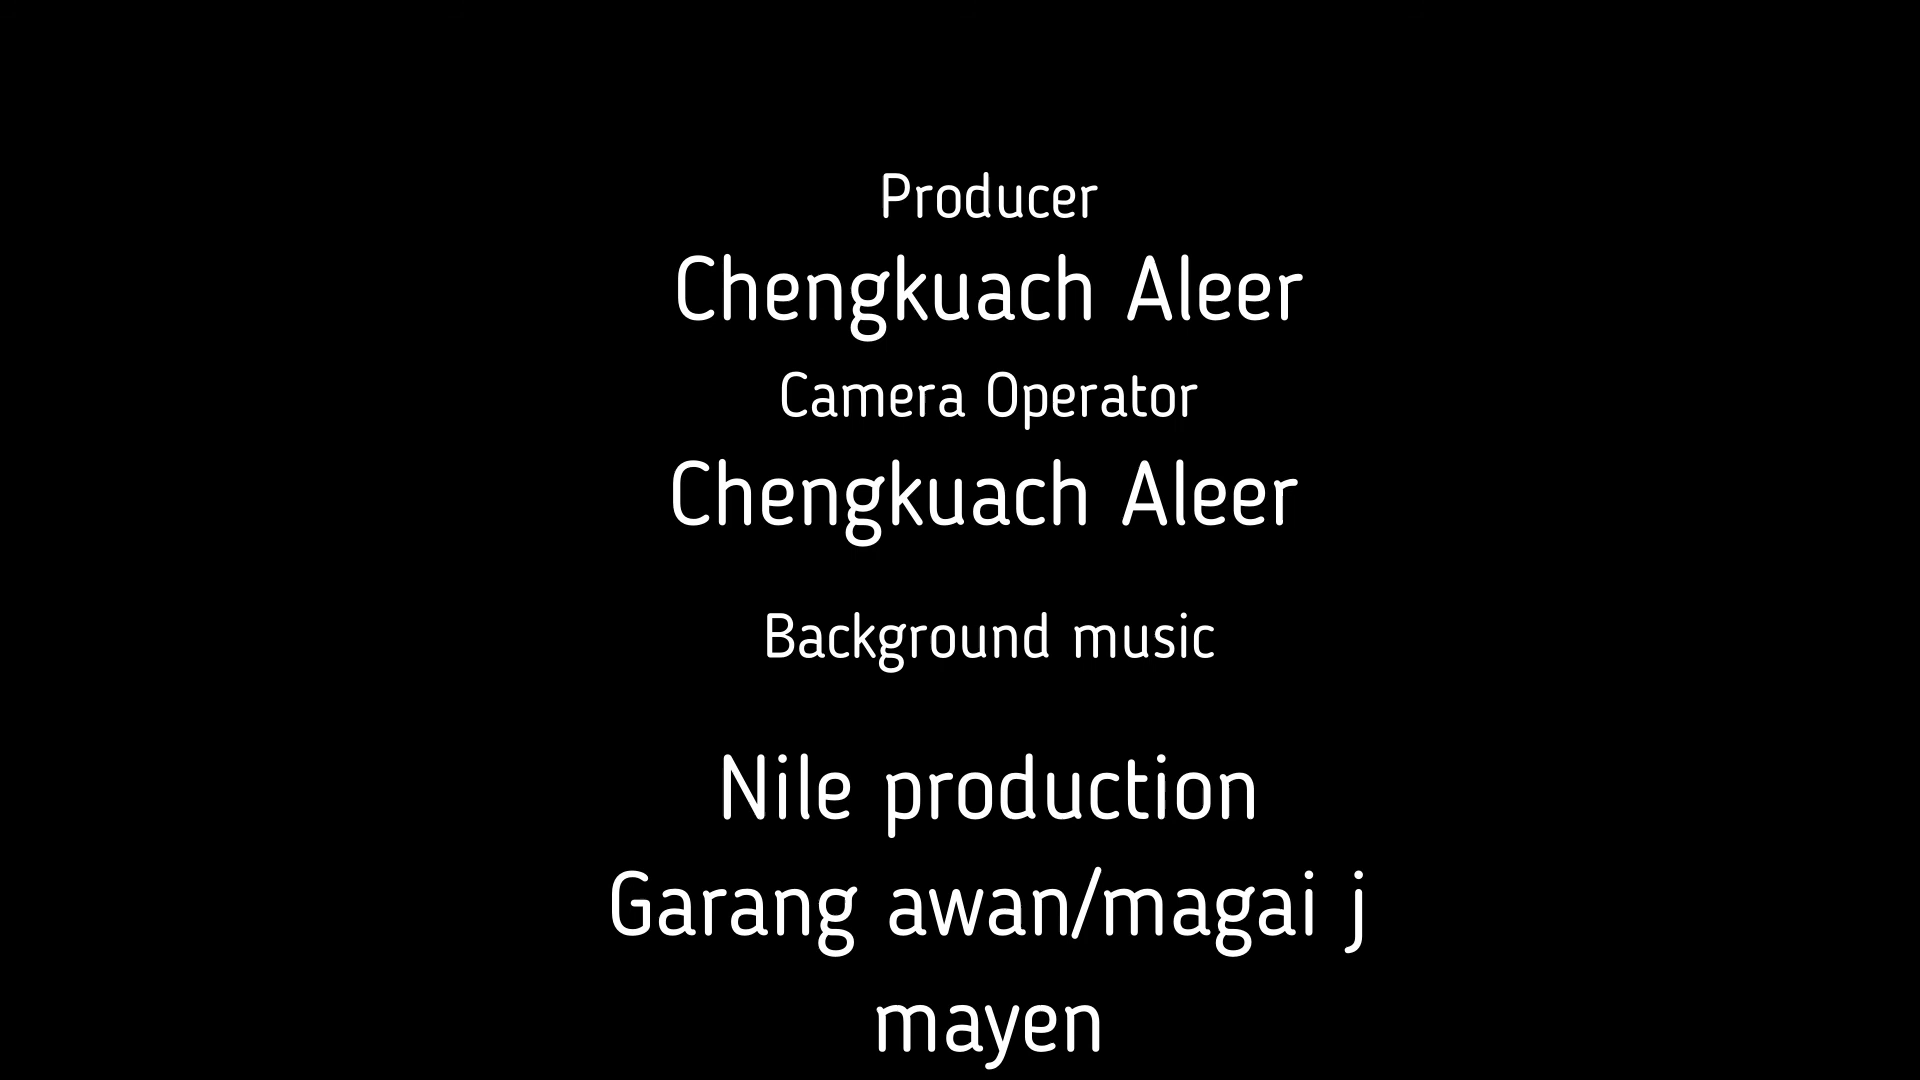 Producer
Chengkuach Aleer
Camera Operator
Chengkuach Aleer
Background music
Nile production
Garang awan/magai j
mayen